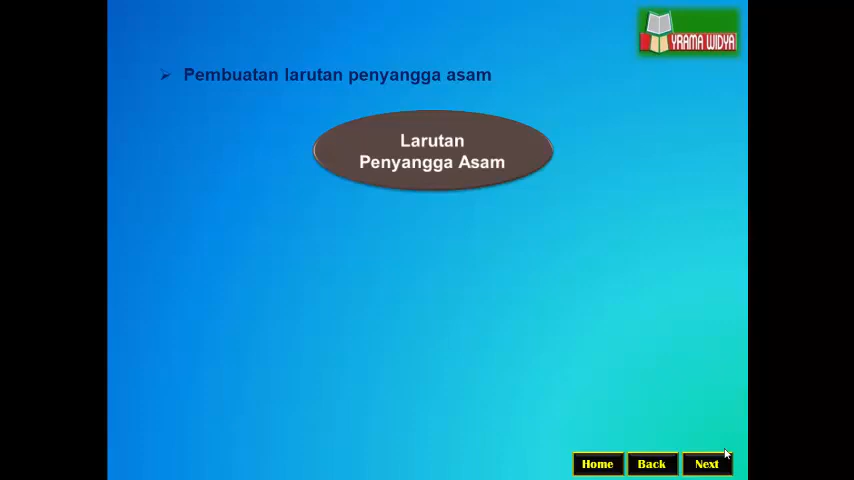 YRAMA WIDYA
Pembuatan larutan penyangga asam
Larutan
Penyangga Asam
Home Back Next